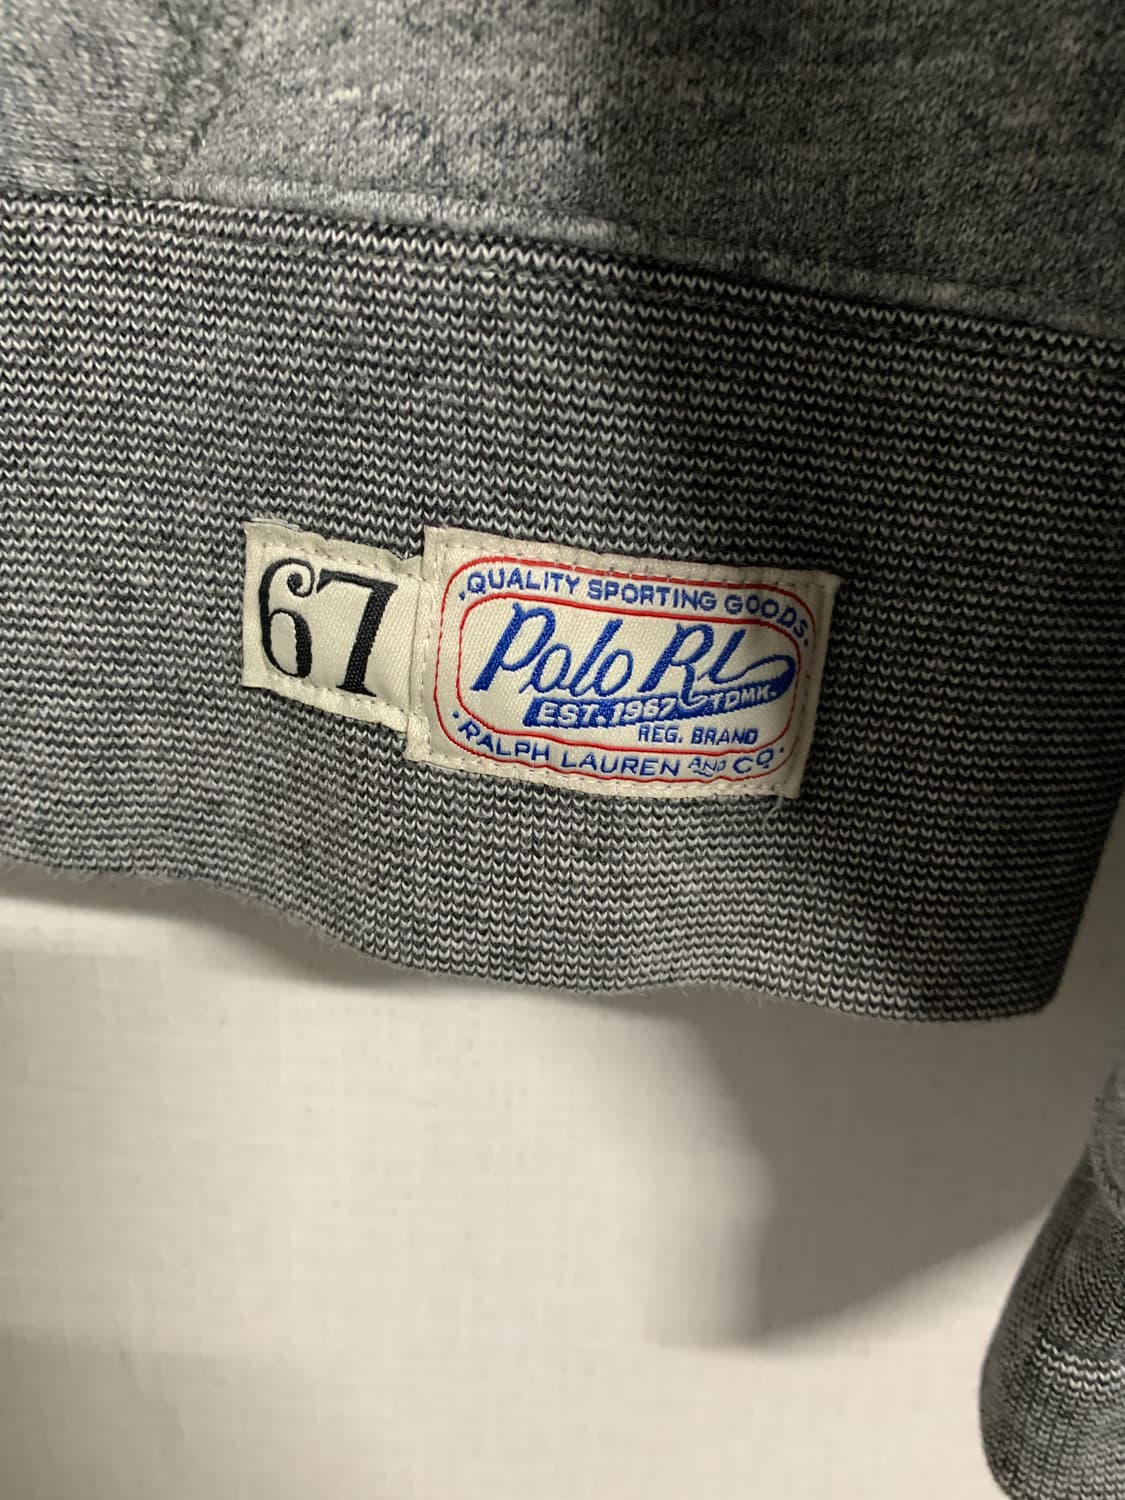 67
QUALITY SPORTING GOODS.
Polo RL
EST. 1967 TDMK.
REG. BRAND
RALPH LAUREN AND CO